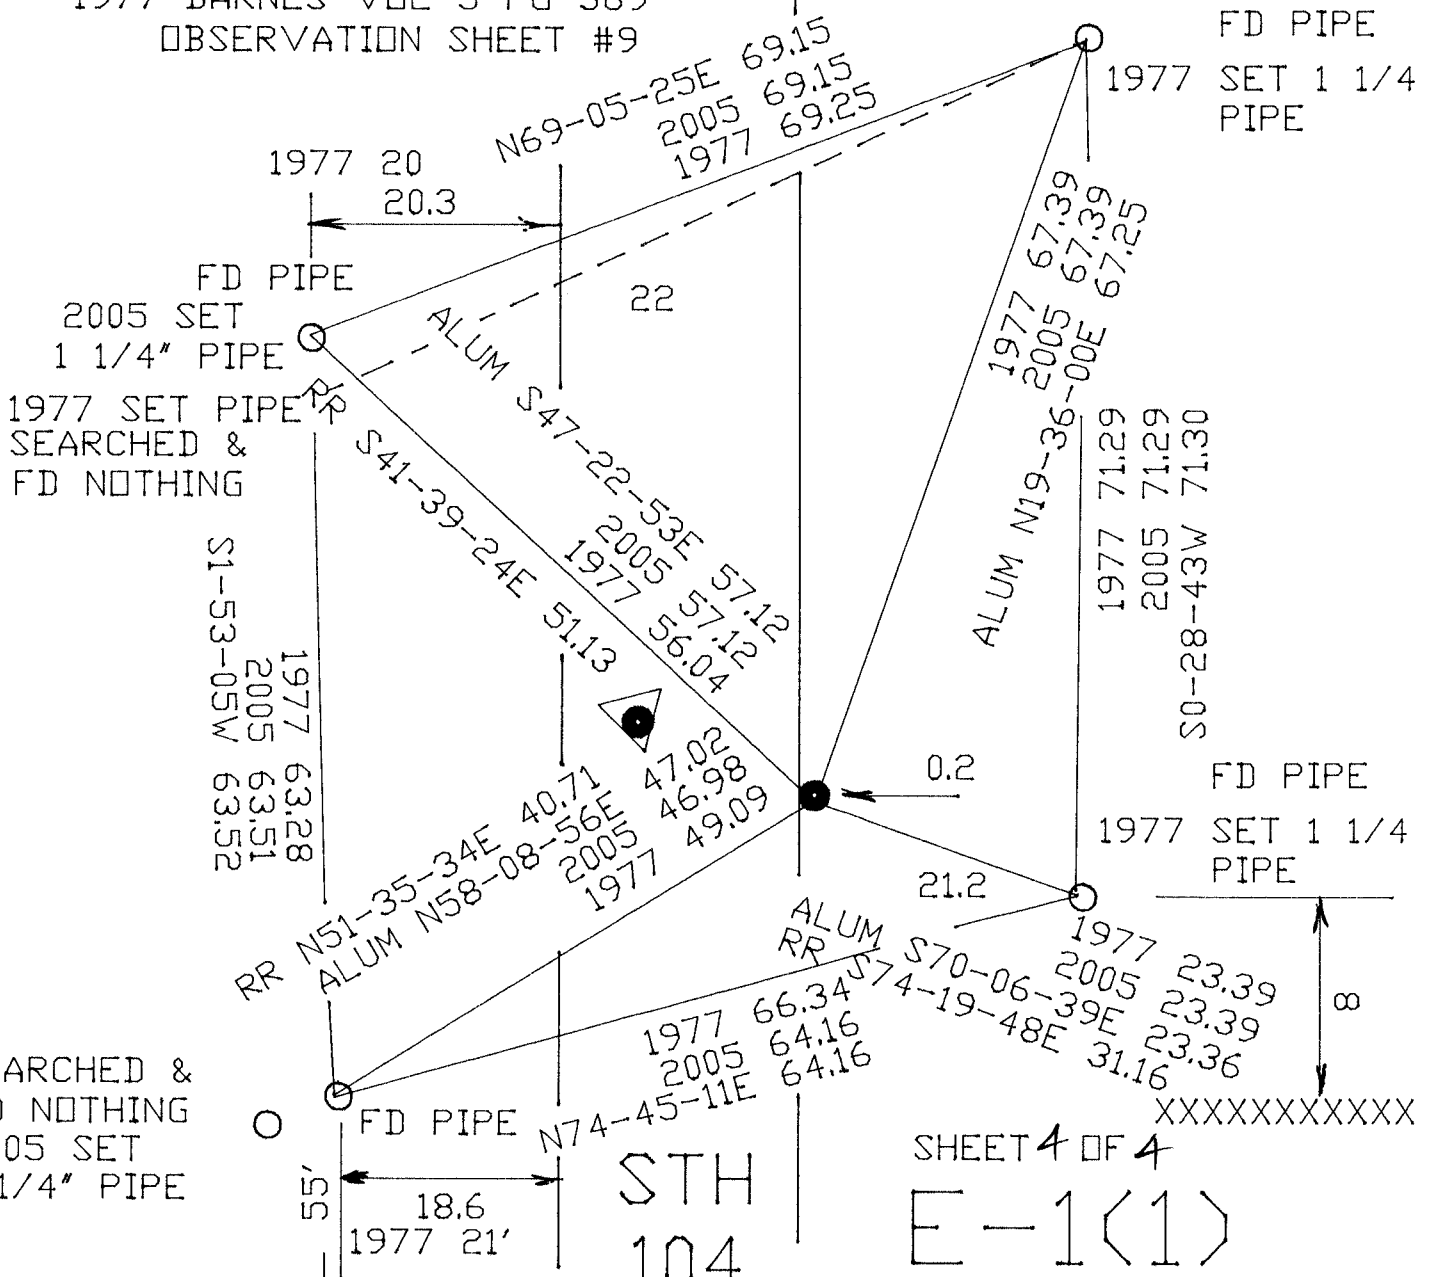 1977 BARNES VOL 3 PG 389
OBSERVATION SHEET #9
N69-05-25E 69.15
2005 69.15
1977 69.25
FD PIPE
1977 SET 1 1/4
PIPE
1977 20
20.3
FD PIPE
2005 SET
1 1/4" PIPE
1977 SET PIPE
SEARCHED &
FD NOTHING
22
1977 67.39
2005 67.39
ALUM N19-36-00E 67.25
ALUM S47-22-53E 57.12
2005 57.12
1977 56.04
RR S41-39-24E 51.13
1977 71.29
2005 71.29
S0-28-43W 71.30
1977 63.28
2005 63.51
S1-53-05W 63.52
RR N51-35-34E 40.71
ALUM N58-08-56E 47.02
2005 46.98
1977 49.09
0.2
FD PIPE
1977 SET 1 1/4
PIPE
21.2
1977 23.39
2005 23.39
ALUM S70-06-39E 23.36
RR S74-19-48E 31.16
8
XXXXXXXXXXX
1977 66.34
2005 64.16
N74-45-11E 64.16
ARCHED &
NOTHING
05 SET
1/4" PIPE
FD PIPE
55'
18.6
1977 21'
STH
104
SHEET 4 OF 4
E-1(1)